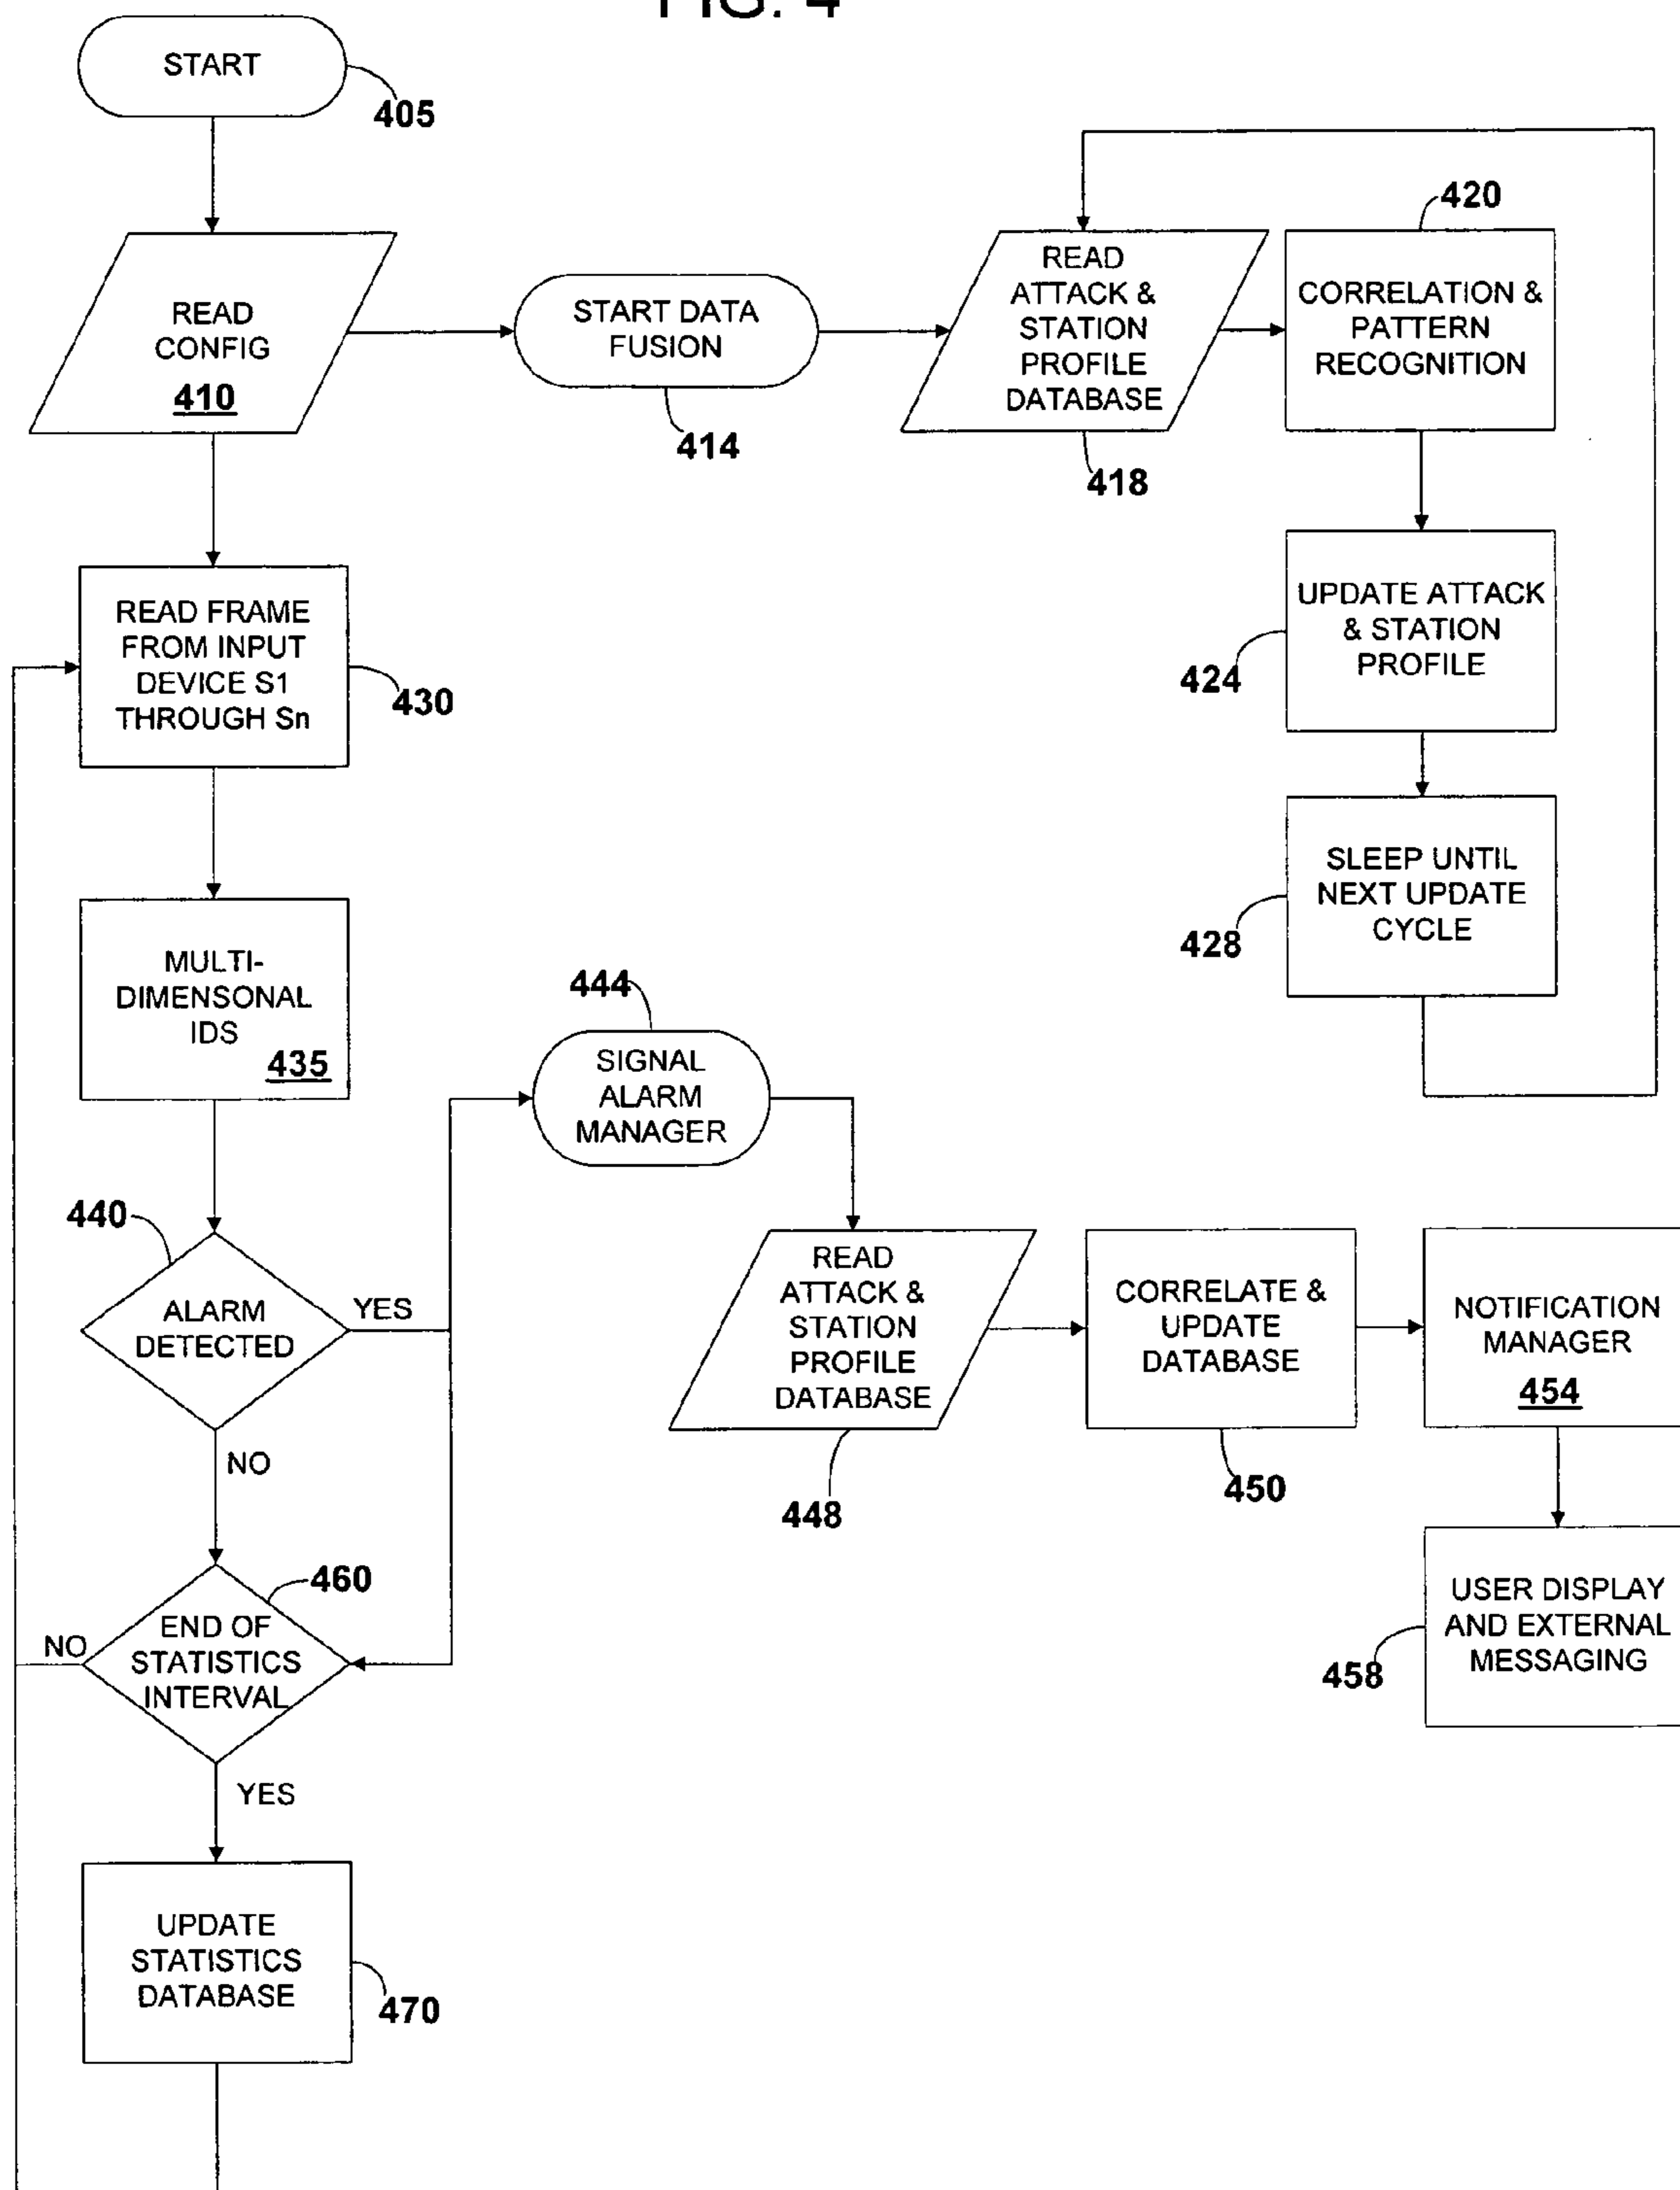 FIG. 4
START
405
READ
CONFIG
410
START DATA
FUSION
414
READ
ATTACK &
STATION
PROFILE
DATABASE
418
420
CORRELATION &
PATTERN
RECOGNITION
UPDATE ATTACK
& STATION
PROFILE
424
SLEEP UNTIL
NEXT UPDATE
CYCLE
428
READ FRAME
FROM INPUT
DEVICE S1
THROUGH Sn
430
MULTI-
DIMENSONAL
IDS
435
440
ALARM
DETECTED
YES
NO
444
SIGNAL
ALARM
MANAGER
READ
ATTACK &
STATION
PROFILE
DATABASE
448
CORRELATE &
UPDATE
DATABASE
450
NOTIFICATION
MANAGER
454
USER DISPLAY
AND EXTERNAL
MESSAGING
458
460
END OF
STATISTICS
INTERVAL
NO
YES
UPDATE
STATISTICS
DATABASE
470